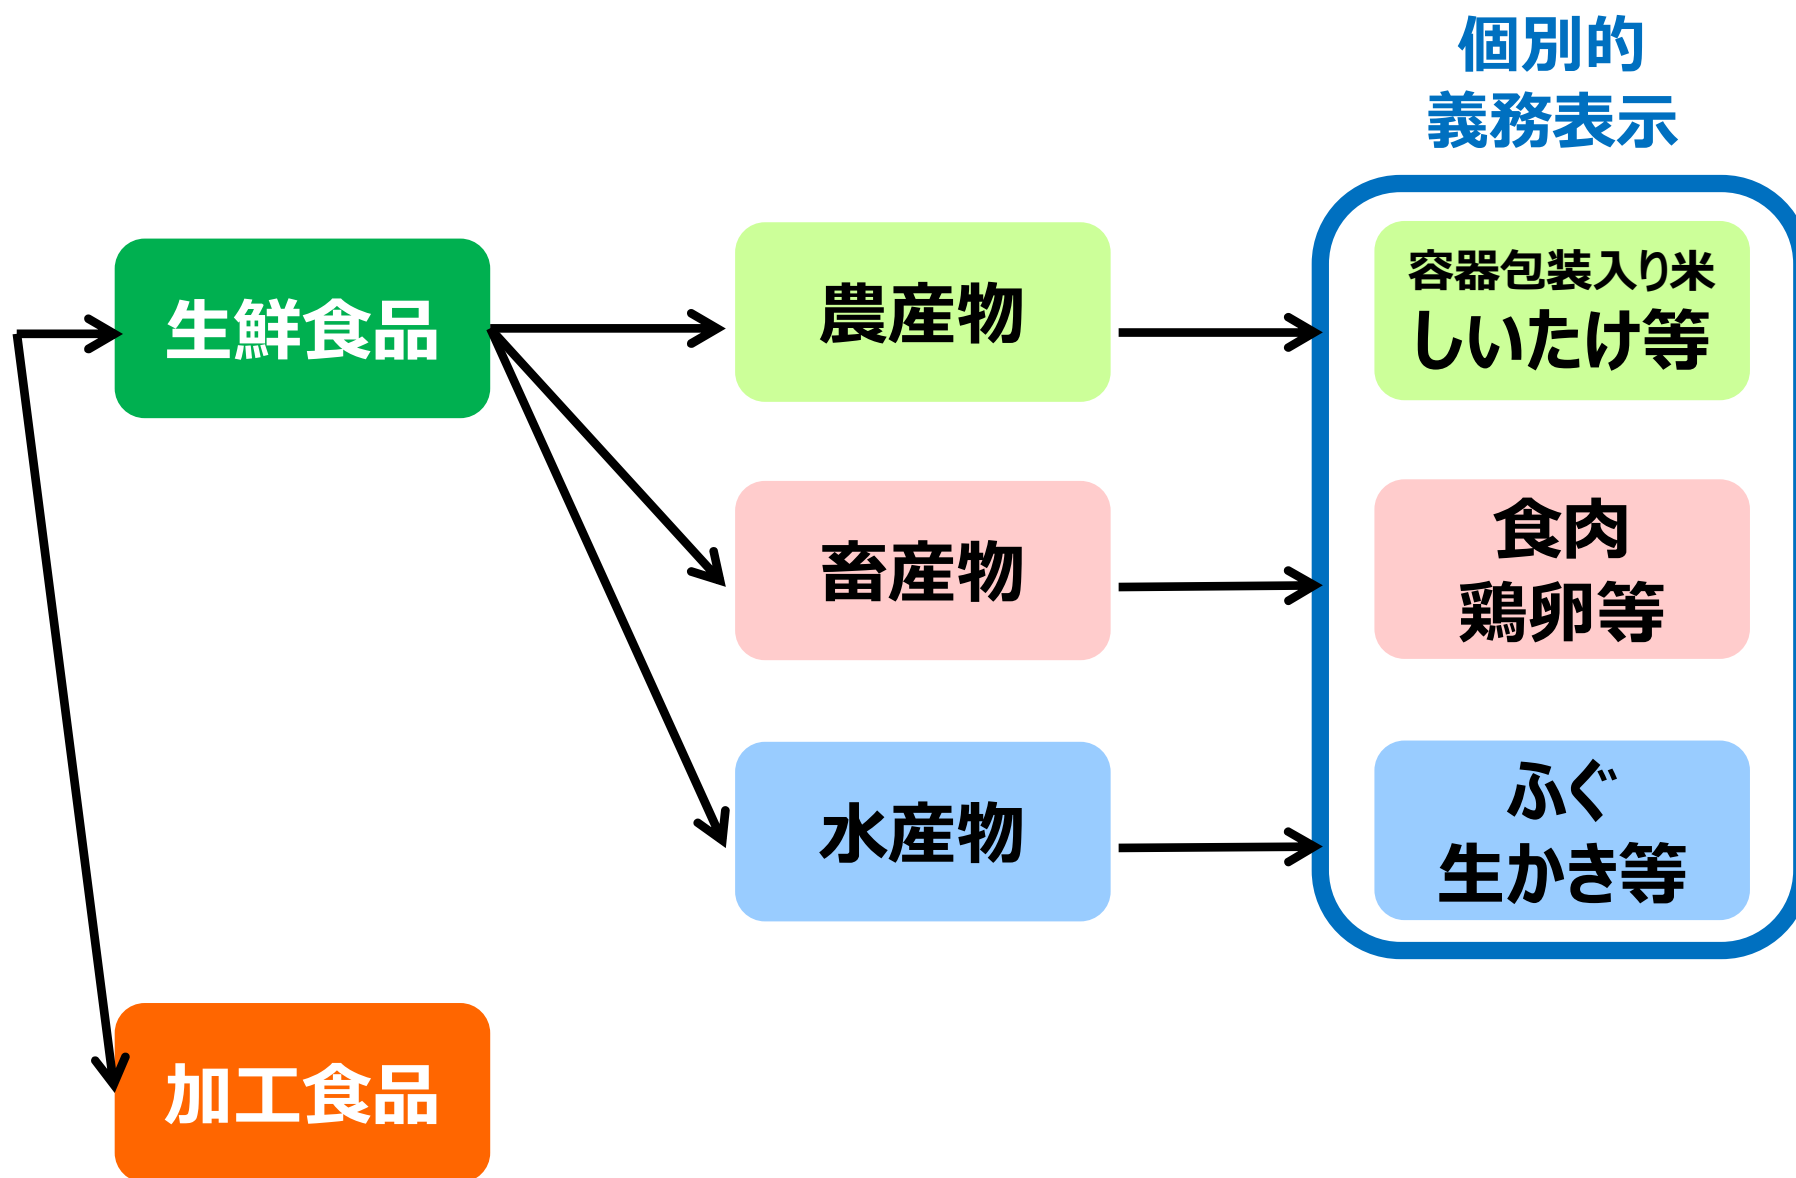 個別的
義務表示
生鮮食品
農産物
容器包装入り米
しいたけ等
畜産物
食肉
鶏卵等
水産物
ふぐ
生かき等
加工食品